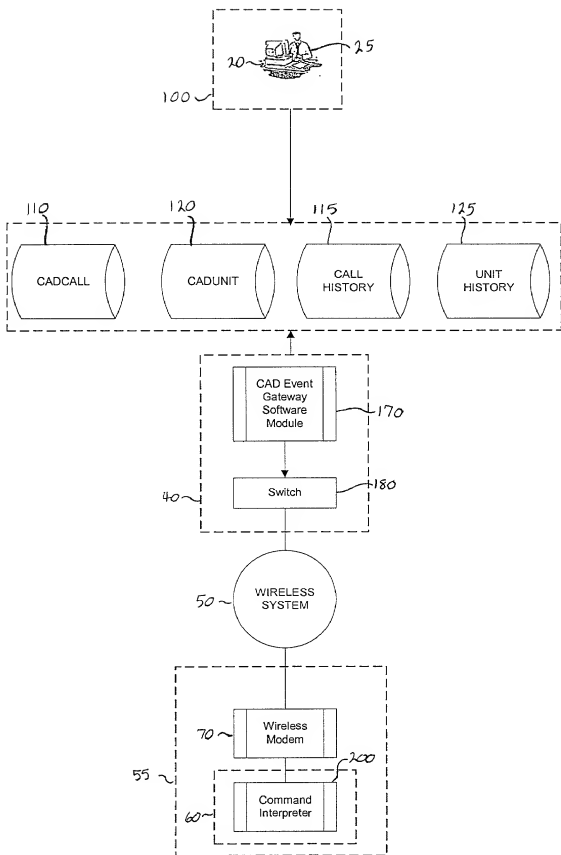 20
25
100
110
120
115
125
CADCALL
CADUNIT
CALL
HISTORY
UNIT
HISTORY
CAD Event
Gateway
Software
Module
170
Switch
180
40
WIRELESS
SYSTEM
50
Wireless
Modem
70
200
55
Command
Interpreter
60